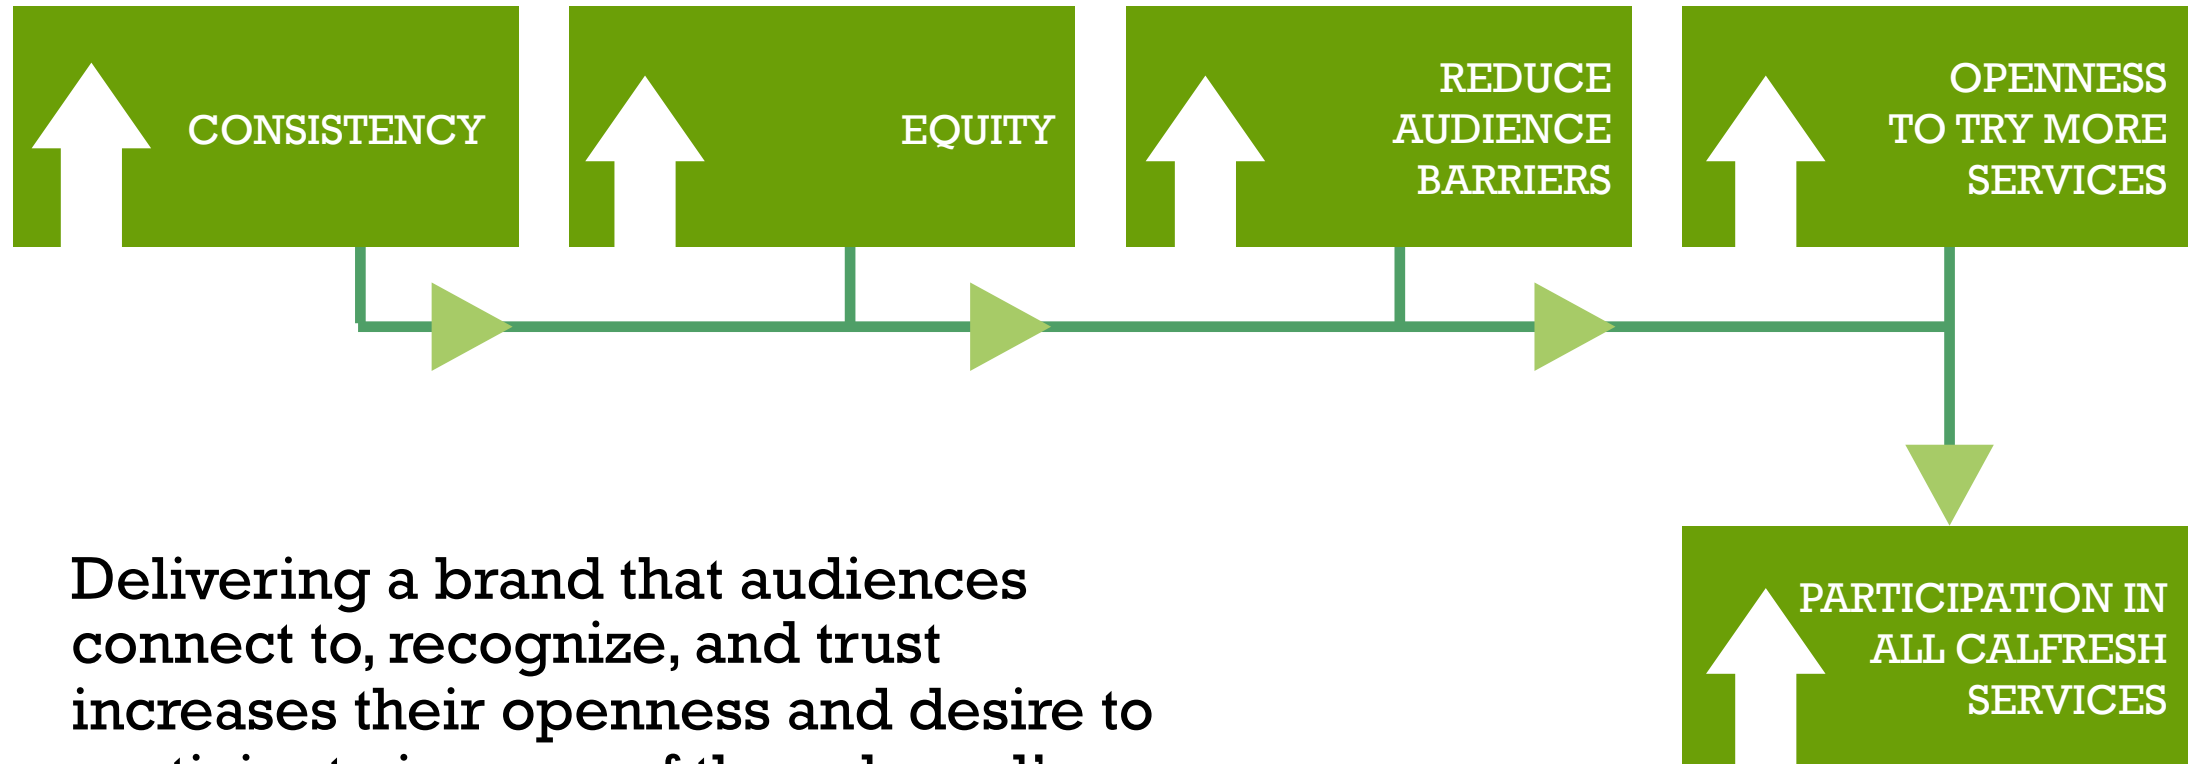 CONSISTENCY
EQUITY
REDUCE
AUDIENCE
BARRIERS
OPENNESS
TO TRY MORE
SERVICES
PARTICIPATION IN
ALL CALFRESH
SERVICES
Delivering a brand that audiences
connect to, recognize, and trust
increases their openness and desire to